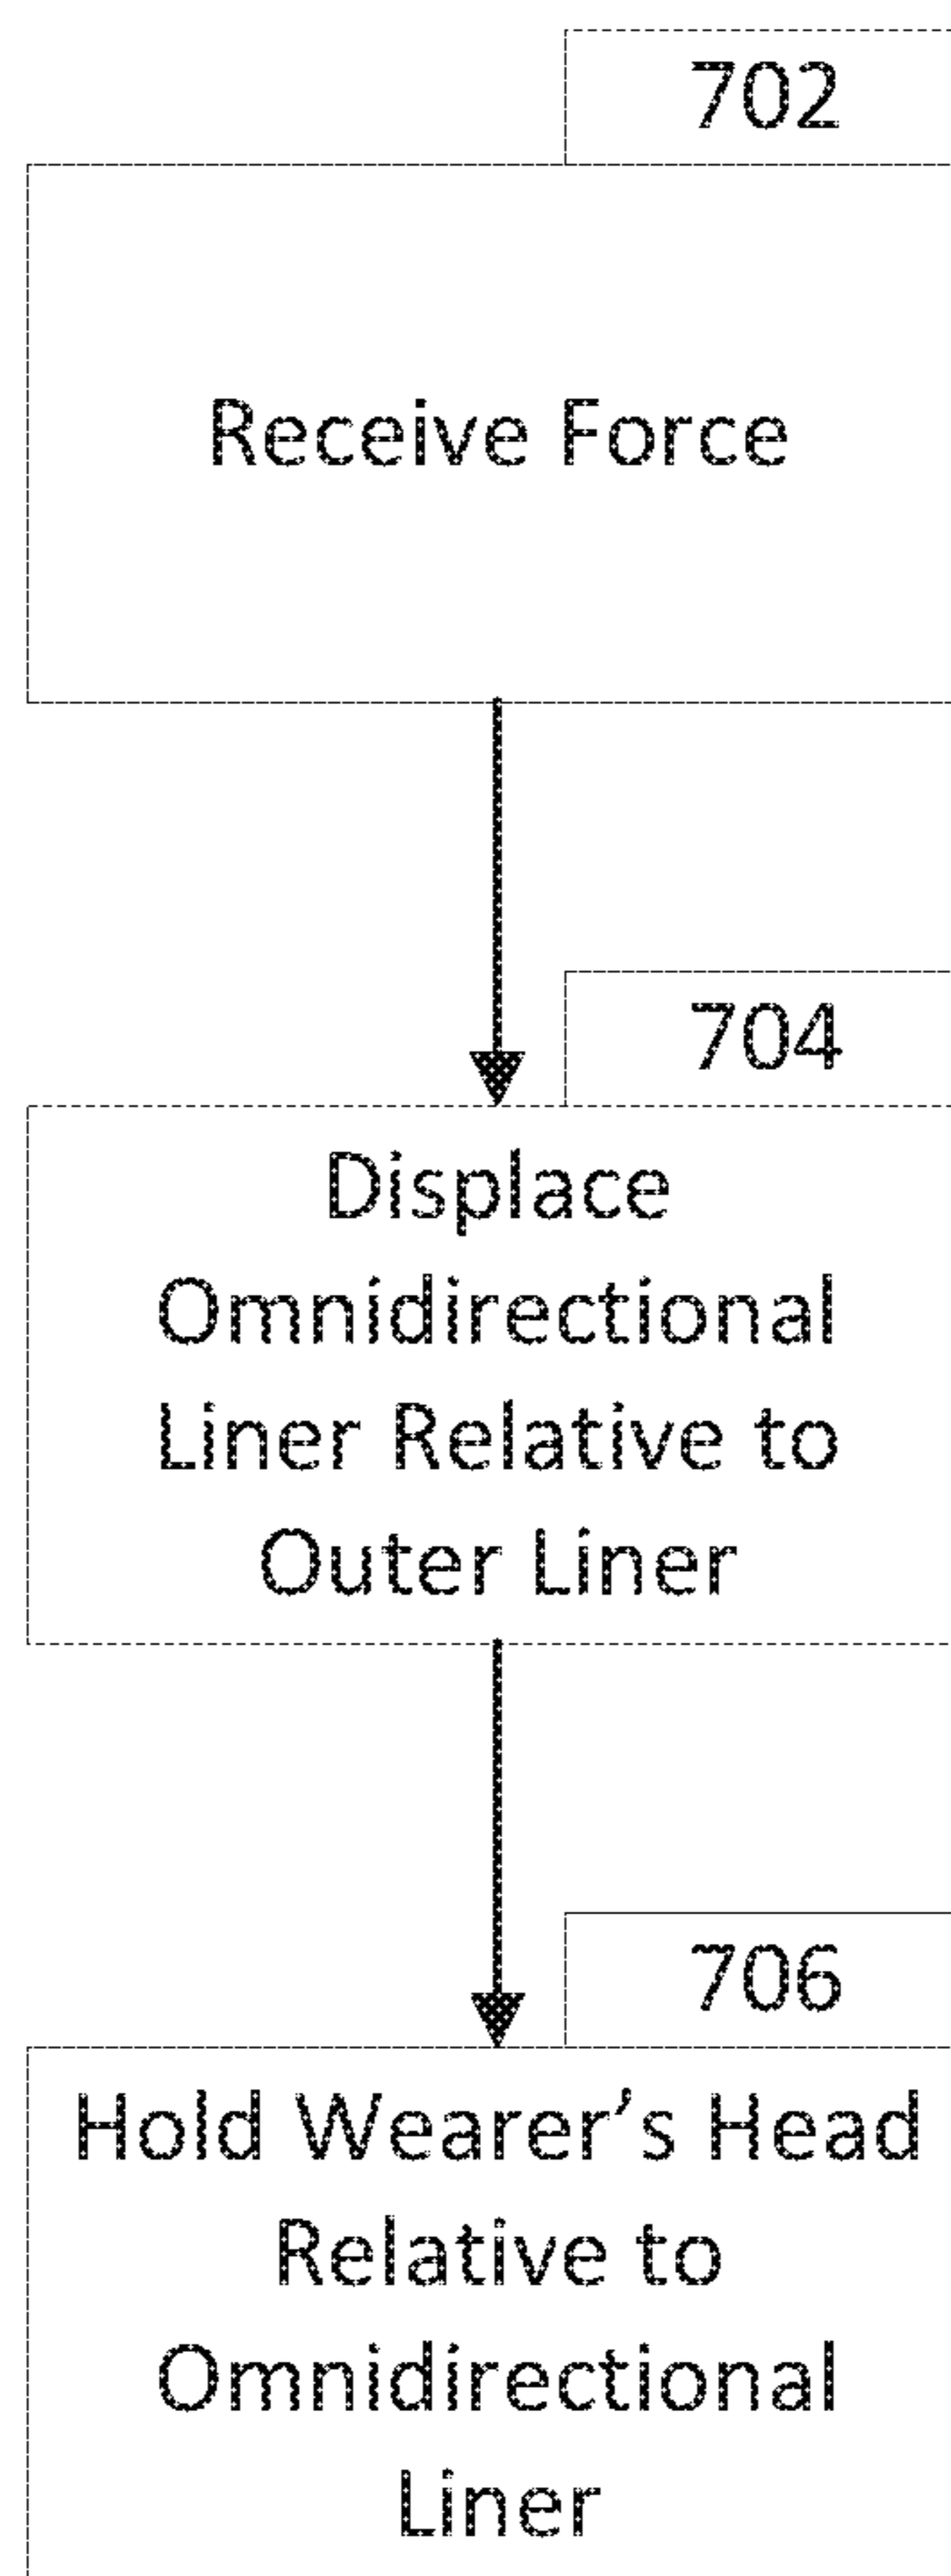 702
Receive Force
704
Displace
Omnidirectional
Liner Relative to
Outer Liner
706
Hold Wearer’s Head
Relative to
Omnidirectional
Liner